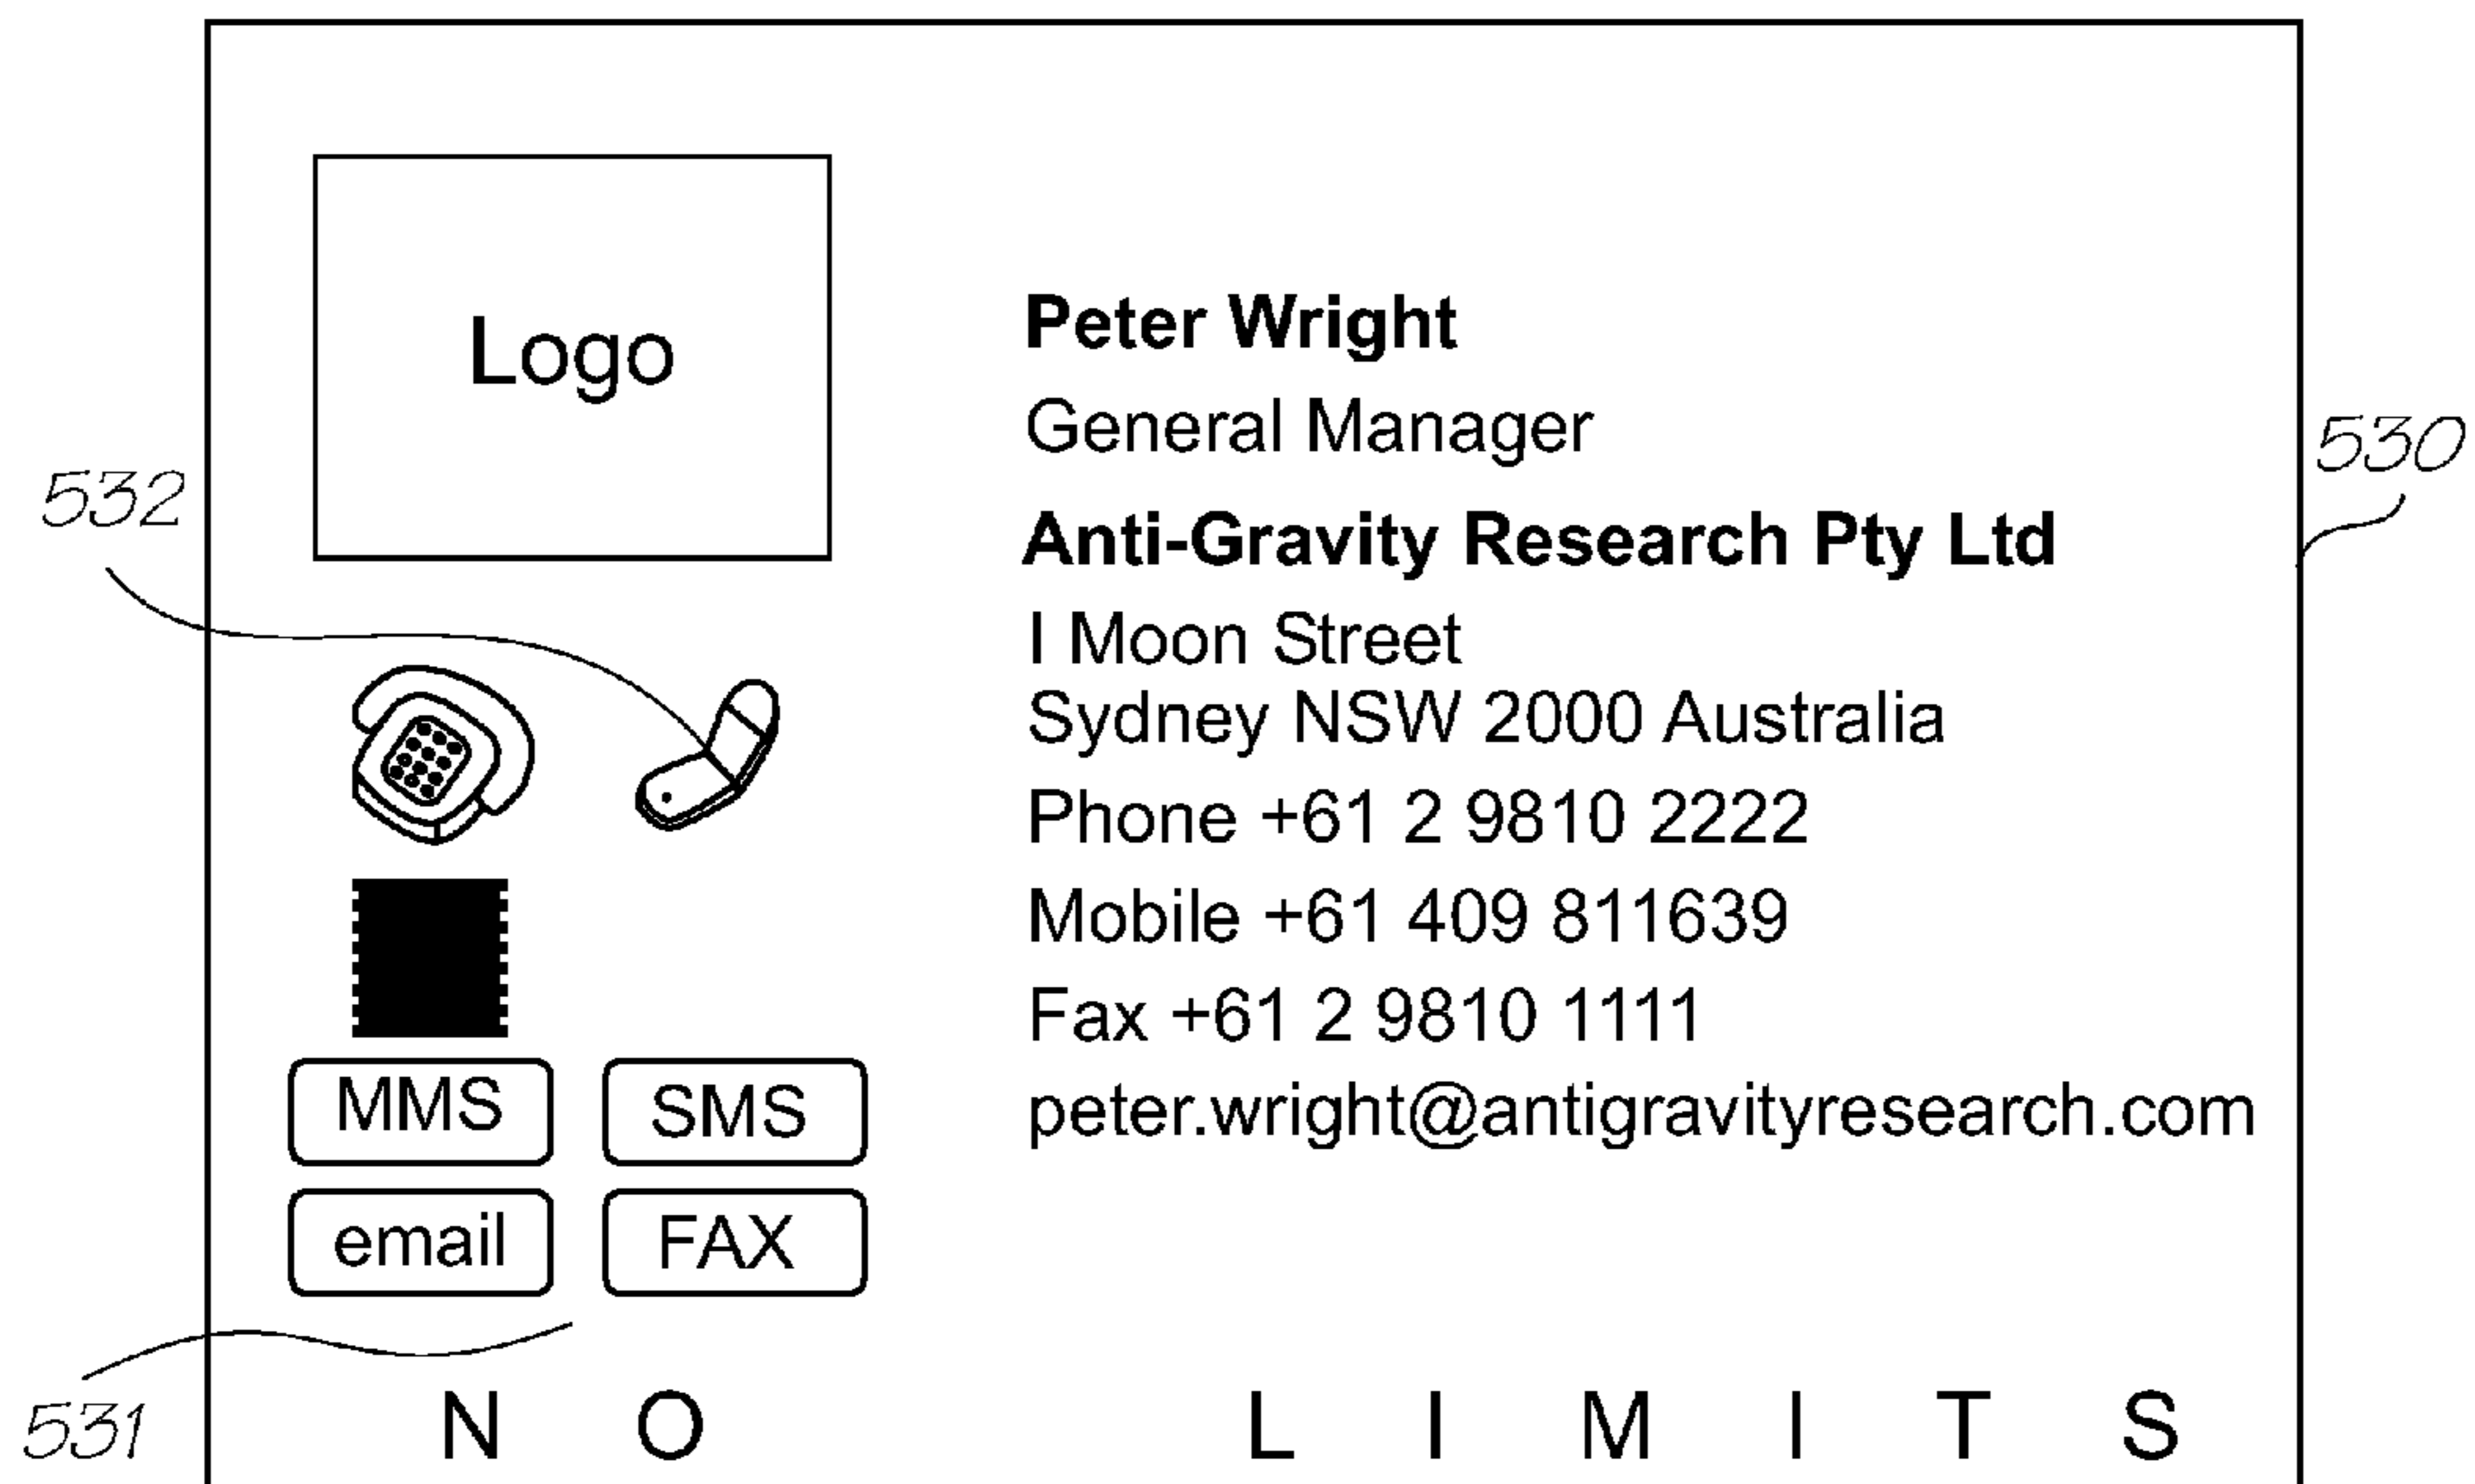 Logo
Peter Wright
General Manager
530
532
Anti-Gravity Research Pty Ltd
I Moon Street
Sydney NSW 2000 Australia
Phone +61 2 9810 2222
Mobile +61 409 811639
Fax +61 2 9810 1111
MMS
SMS
peter.wright@antigravityresearch.com
email
FAX
531
N O L I M I T S